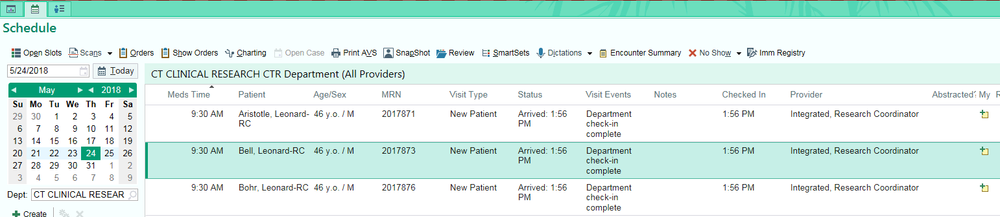 Schedule
Open Slots Scans Orders Show Orders Charting Open Case Print AVS SnapShot Review SmartSets Dictations Encounter Summary No Show Imm Registry
5/24/2018 Today
May 2018
Su Mo Tu We Th Fr Sa
29 30 1 2 3 4 5
6 7 8 9 10 11 12
13 14 15 16 17 18 19
20 21 22 23 24 25 26
27 28 29 30 31 1 2
3 4 5 6 7 8 9
Dept: CT CLINICAL RESEAR
Create
CT CLINICAL RESEARCH CTR Department (All Providers)
Meds Time Patient Age/Sex MRN Visit Type Status Visit Events Notes Checked In Provider Abstracted? My R
9:30 AM Aristotle, Leonard- 46 y.o. / M 2017871 New Patient Arrived: 1:56 Department 1:56 PM Integrated, Research Coordinator
RC PM check-in
complete
9:30 AM Bell, Leonard-RC 46 y.o. / M 2017873 New Patient Arrived: 1:56 Department 1:56 PM Integrated, Research Coordinator
PM check-in
complete
9:30 AM Bohr, Leonard-RC 46 y.o. / M 2017876 New Patient Arrived: 1:56 Department 1:56 PM Integrated, Research Coordinator
PM check-in
complete